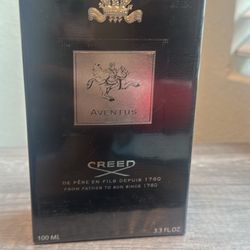 AVENTUS
CREED
DE PÈRE EN FILS DEPUIS 1760
FROM FATHER TO SON SINCE 1760
100 ML 3.3 FL.OZ